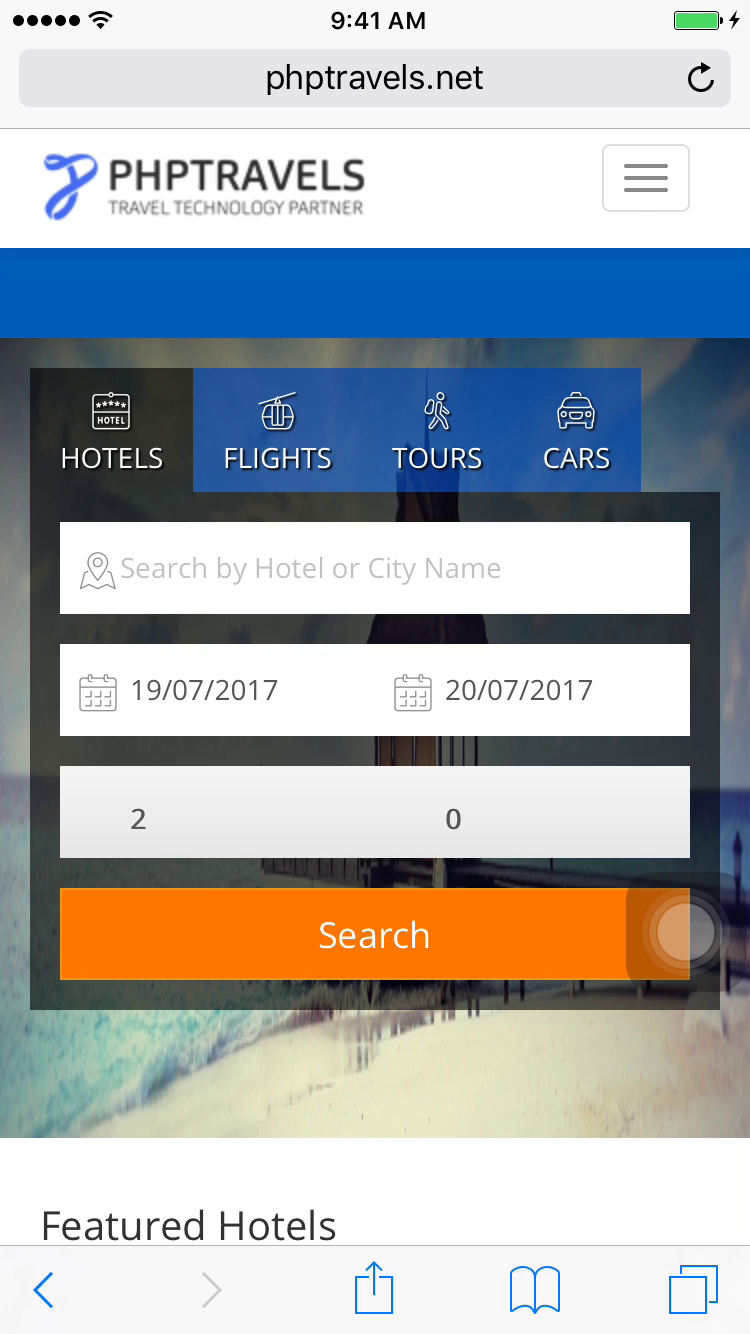 9:41 AM
phptravels.net
PHPTRAVELS
TRAVEL TECHNOLOGY PARTNER
HOTEL
HOTELS FLIGHTS TOURS CARS
Search by Hotel or City Name
19/07/2017 20/07/2017
2 0
Search
Featured Hotels